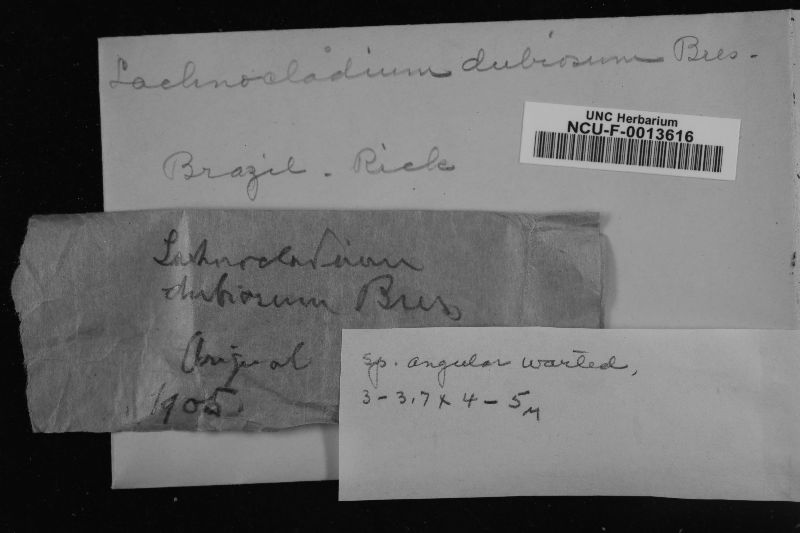 Lachnocladium dubiosum Bres.
UNC Herbarium
NCU-F-0013616
Brazil. Rick
Lachnocladium
dubiosum Bres
Original
1905
sp. angular warted,
3 - 3.7 x 4 - 5 µ